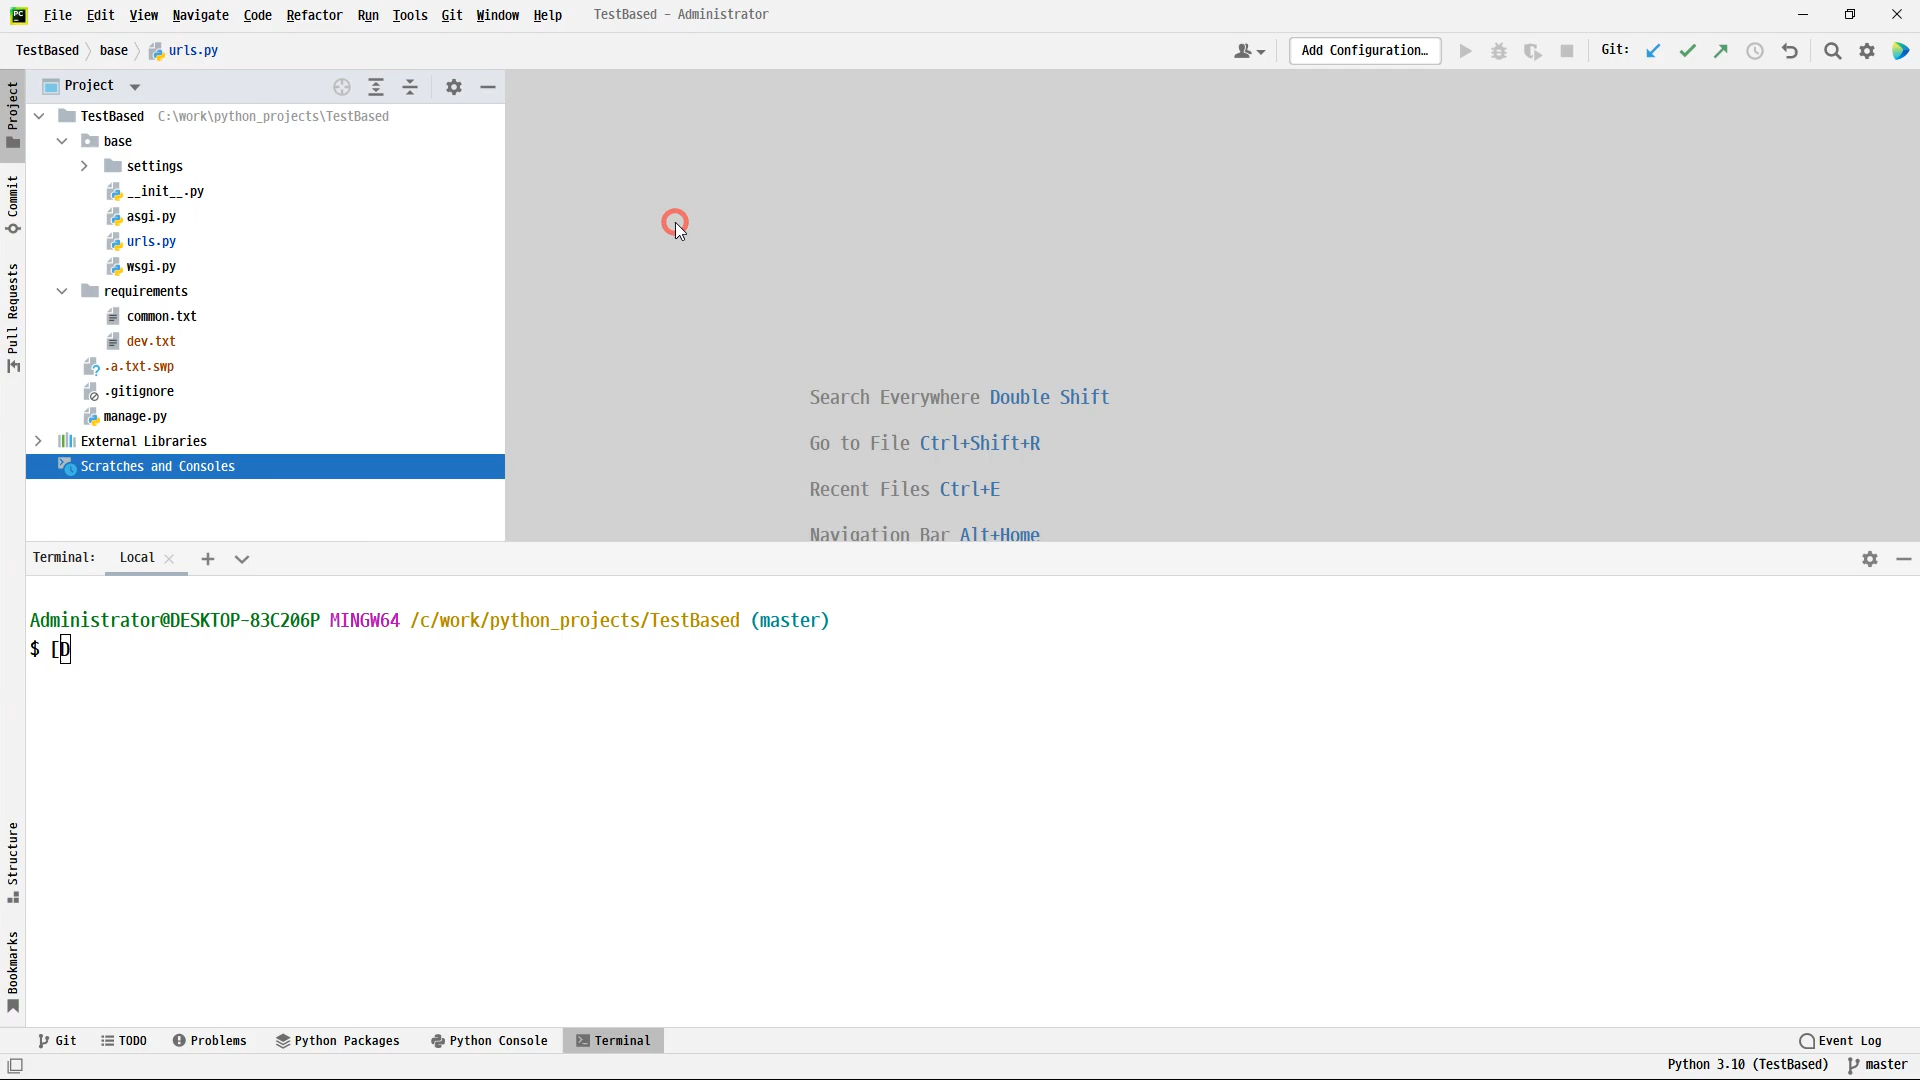 PC File Edit View Navigate Code Refactor Run Tools Git Window Help TestBased - Administrator
TestBased base urls.py Add Configuration... Git:
Project
TestBased C:\work\python_projects\TestBased
base
settings
__init__.py
asgi.py
urls.py
wsgi.py
requirements
common.txt
dev.txt
.a.txt.swp
.gitignore
manage.py
External Libraries
Scratches and Consoles
Project
Commit
Pull Requests
Structure
Bookmarks
Search Everywhere Double Shift
Go to File Ctrl+Shift+R
Recent Files Ctrl+E
Navigation Bar Alt+Home
Terminal: Local
Administrator@DESKTOP-83C206P MINGW64 /c/work/python_projects/TestBased (master)
$ [D
Git TODO Problems Python Packages Python Console Terminal Event Log
Python 3.10 (TestBased) master